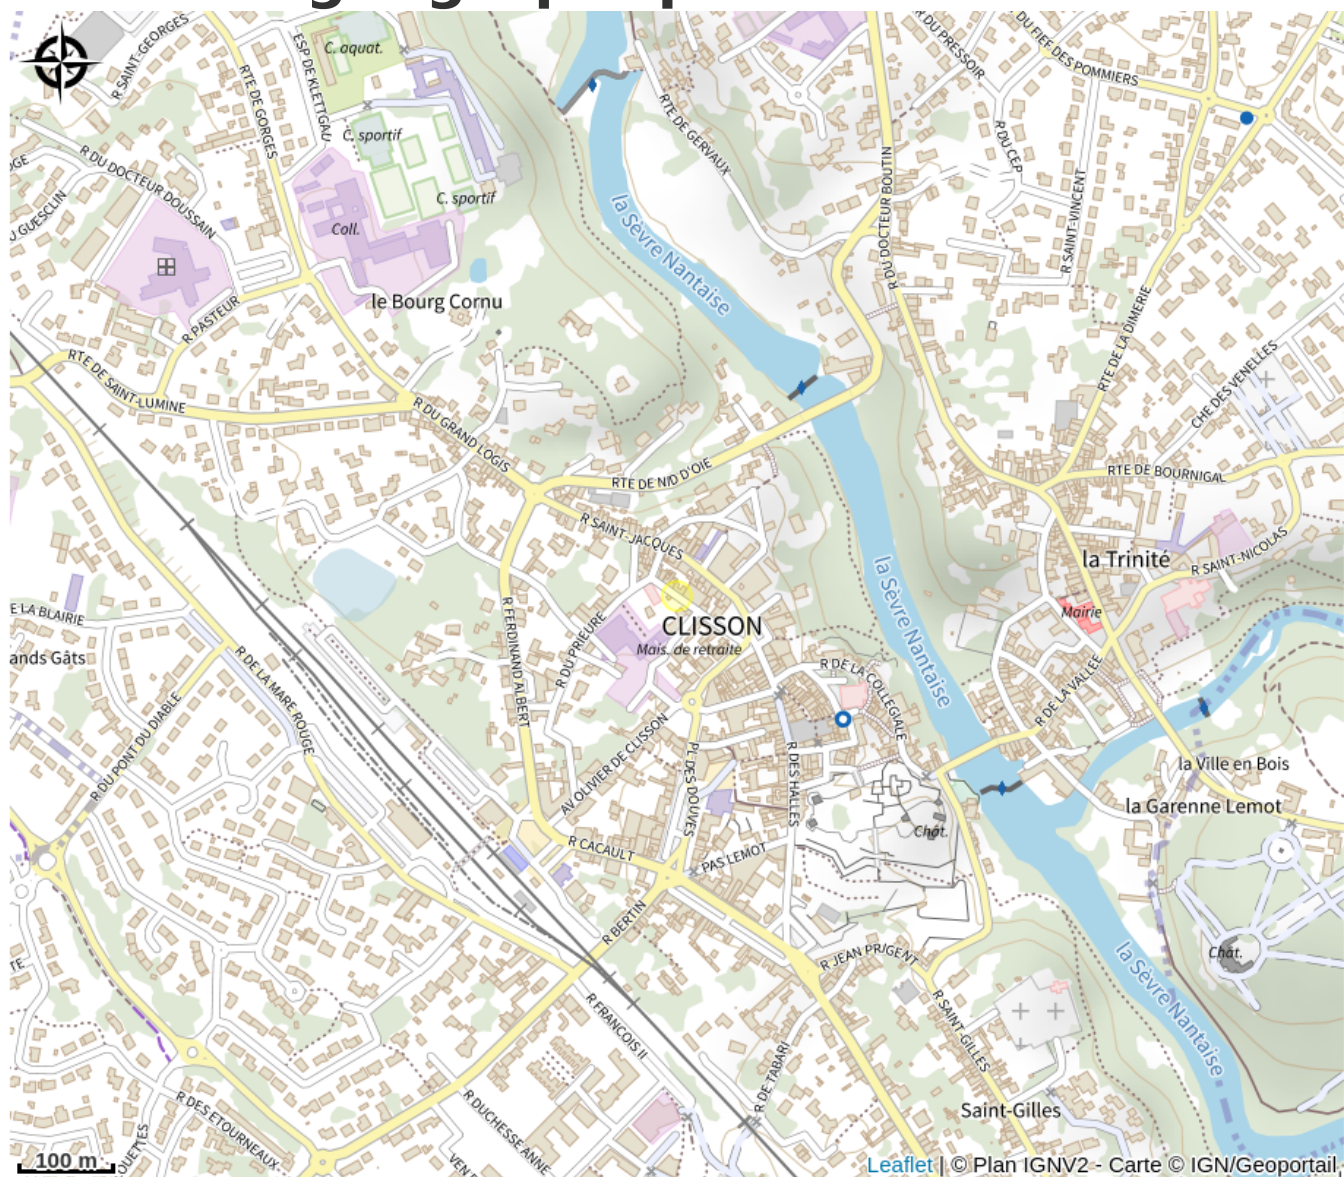 C. aquat.
R SAINT-GEORGES
ESP DE KLETTGAU
RTE DE GORGES
C. sportif
C. sportif
R DU DOCTEUR DOUSSAIN
U GUESCLIN
Coll.
le Bourg Cornu
R PASTEUR
RTE DE SAINT-LUMINE
R DU GRAND LOGIS
RTE DE GERVAUX
la Sèvre Nantaise
R DU PRESSOIR
R DU FIEF DES POMMIERS
R DU CEP
R SAINT-VINCENT
R DU DOCTEUR BOUTIN
RTE DE LA DIMERIE
CHE DES VENELLES
RTE DE BOURNIGAL
RTE DE NID D'OIE
R SAINT-JACQUES
la Sèvre Nantaise
la Trinité
R SAINT-NICOLAS
Mairie
CLISSON
Mais. de retraite
R DU PRIEURE
R FERDINAND ALBERT
E LA BLAIRIE
ands Gâts
R DE LA MARE ROUGE
R DU PONT DU DIABLE
R DE LA COLLEGIALE
R DE LA VALLEE
AV OLIVIER DE CLISSON
PL DES DOUVES
R DES HALLES
la Ville en Bois
la Garenne Lemot
Chât.
R CACAULT
PAS LEMOT
R BERTIN
R JEAN PRIGENT
Chât.
la Sèvre Nantaise
R SAINT-GILLES
R FRANCOIS II
R DE TABARI
Saint-Gilles
R DES ETOURNEAUX
R DUCHESSE ANNE
OUETTES
VEN
100 m
Leaflet | © Plan IGNV2 - Carte © IGN/Geoportail